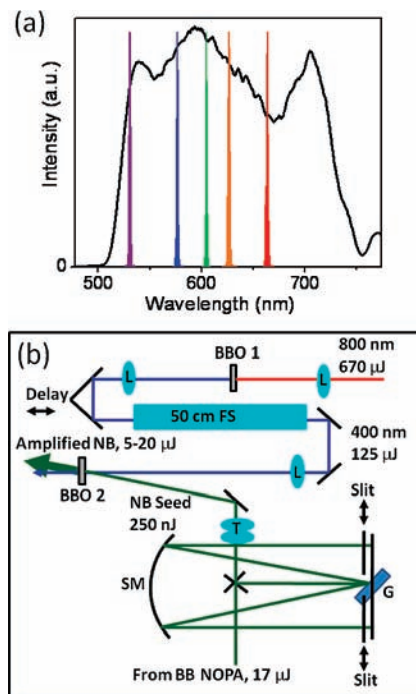 (a)
Intensity (a.u.)
0
500 600 700
Wavelength (nm)
(b)
BBO 1
800 nm
670 µJ
L
L
Delay
50 cm FS
400 nm
125 µJ
Amplified NB, 5-20 µJ
L
BBO 2
NB Seed
250 nJ
Slit
T
SM
G
From BB NOPA, 17 µJ
Slit